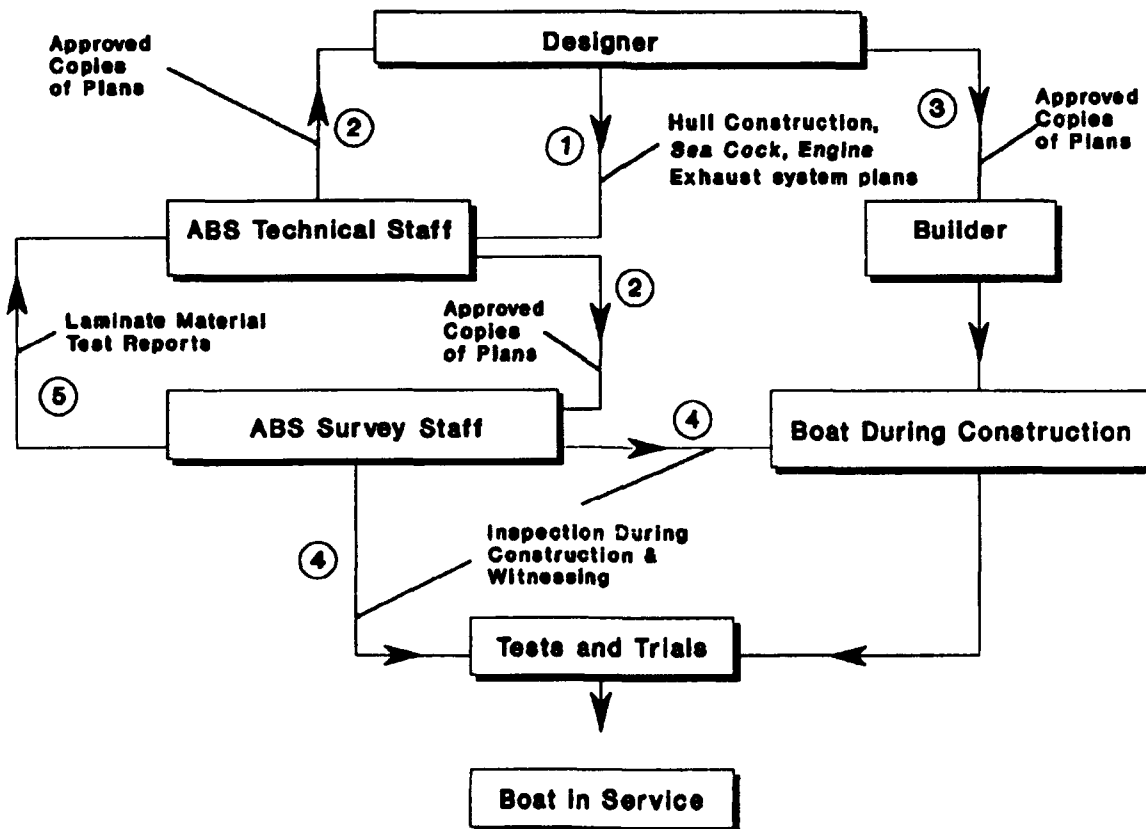 Designer
Approved
Copies
of Plans
2
1
3
Approved
Copies
of Plans
Hull Construction,
Sea Cock, Engine
Exhaust system plans
ABS Technical Staff
Builder
2
Laminate Material
Test Reports
Approved
Copies
of Plans
5
ABS Survey Staff
4
Boat During Construction
4
Inspection During
Construction &
Witnessing
Tests and Trials
Boat in Service